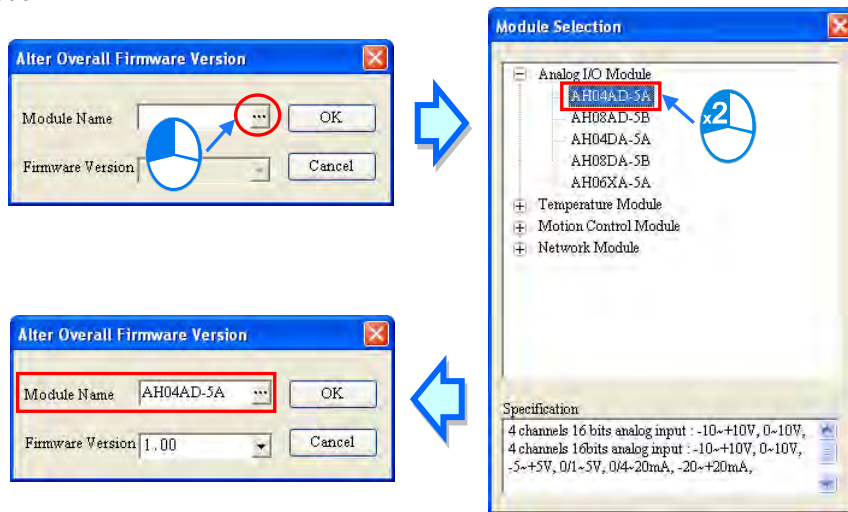 Alter Overall Firmware Version
Module Name ... OK
Firmware Version Cancel
Module Selection
Analog I/O Module
AH04AD-5A
x2
AH08AD-5B
AH04DA-5A
AH08DA-5B
AH06XA-5A
Temperature Module
Motion Control Module
Network Module
Specification
4 channels 16 bits analog input : -10~+10V, 0~10V,
4 channels 16bits analog input : -10~+10V, 0~10V,
-5~+5V, 0/1~5V, 0/4~20mA, -20~+20mA,
Alter Overall Firmware Version
Module Name AH04AD-5A ... OK
Firmware Version 1.00 Cancel